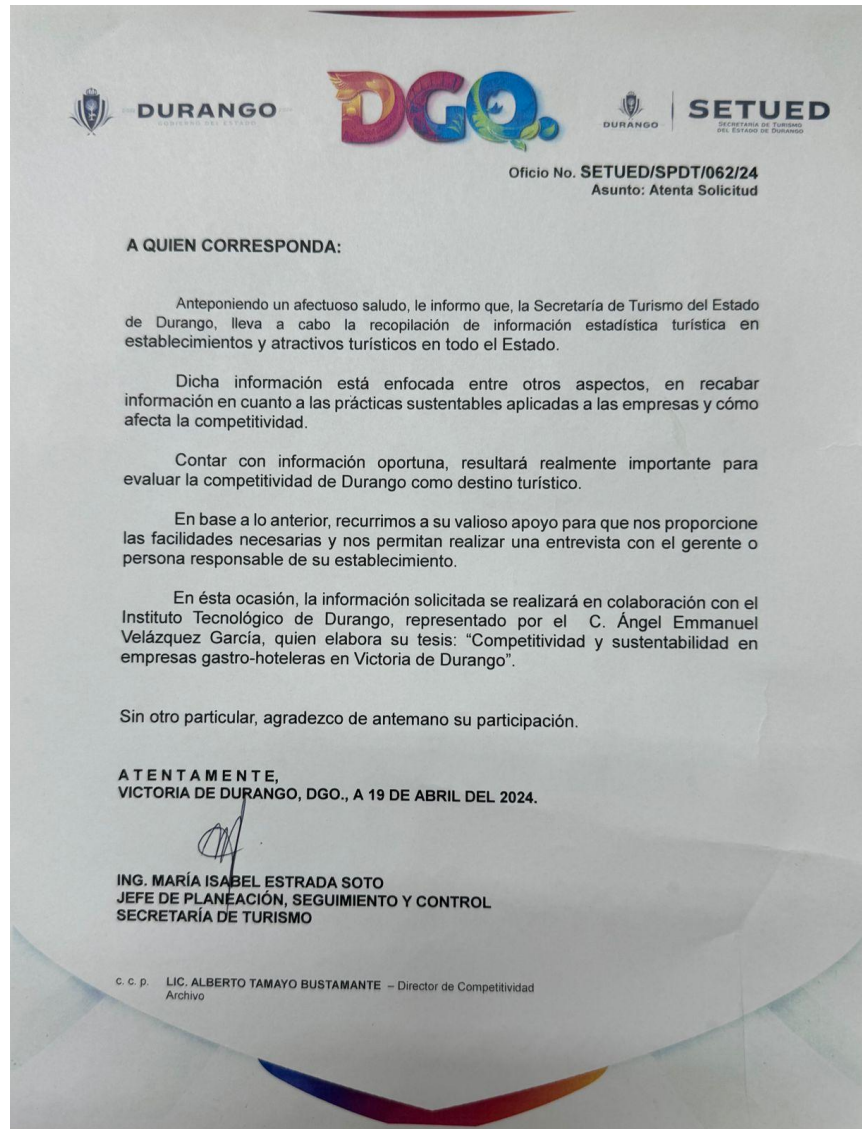 DURANGO
GOBIERNO DEL ESTADO
DGO.
DURANGO
SETUED
SECRETARÍA DE TURISMO
DEL ESTADO DE DURANGO
Oficio No. SETUED/SPDT/062/24
Asunto: Atenta Solicitud
A QUIEN CORRESPONDA:
Anteponiendo un afectuoso saludo, le informo que, la Secretaría de Turismo del Estado
de Durango, lleva a cabo la recopilación de información estadística turística en
establecimientos y atractivos turísticos en todo el Estado.
Dicha información está enfocada entre otros aspectos, en recabar
información en cuanto a las prácticas sustentables aplicadas a las empresas y cómo
afecta la competitividad.
Contar con información oportuna, resultará realmente importante para
evaluar la competitividad de Durango como destino turístico.
En base a lo anterior, recurrimos a su valioso apoyo para que nos proporcione
las facilidades necesarias y nos permitan realizar una entrevista con el gerente o
persona responsable de su establecimiento.
En ésta ocasión, la información solicitada se realizará en colaboración con el
Instituto Tecnológico de Durango, representado por el C. Ángel Emmanuel
Velázquez García, quien elabora su tesis: “Competitividad y sustentabilidad en
empresas gastro-hoteleras en Victoria de Durango”.
Sin otro particular, agradezco de antemano su participación.
A T E N T A M E N T E,
VICTORIA DE DURANGO, DGO., A 19 DE ABRIL DEL 2024.
ING. MARÍA ISABEL ESTRADA SOTO
JEFE DE PLANEACIÓN, SEGUIMIENTO Y CONTROL
SECRETARÍA DE TURISMO
c. c. p. LIC. ALBERTO TAMAYO BUSTAMANTE – Director de Competitividad
Archivo